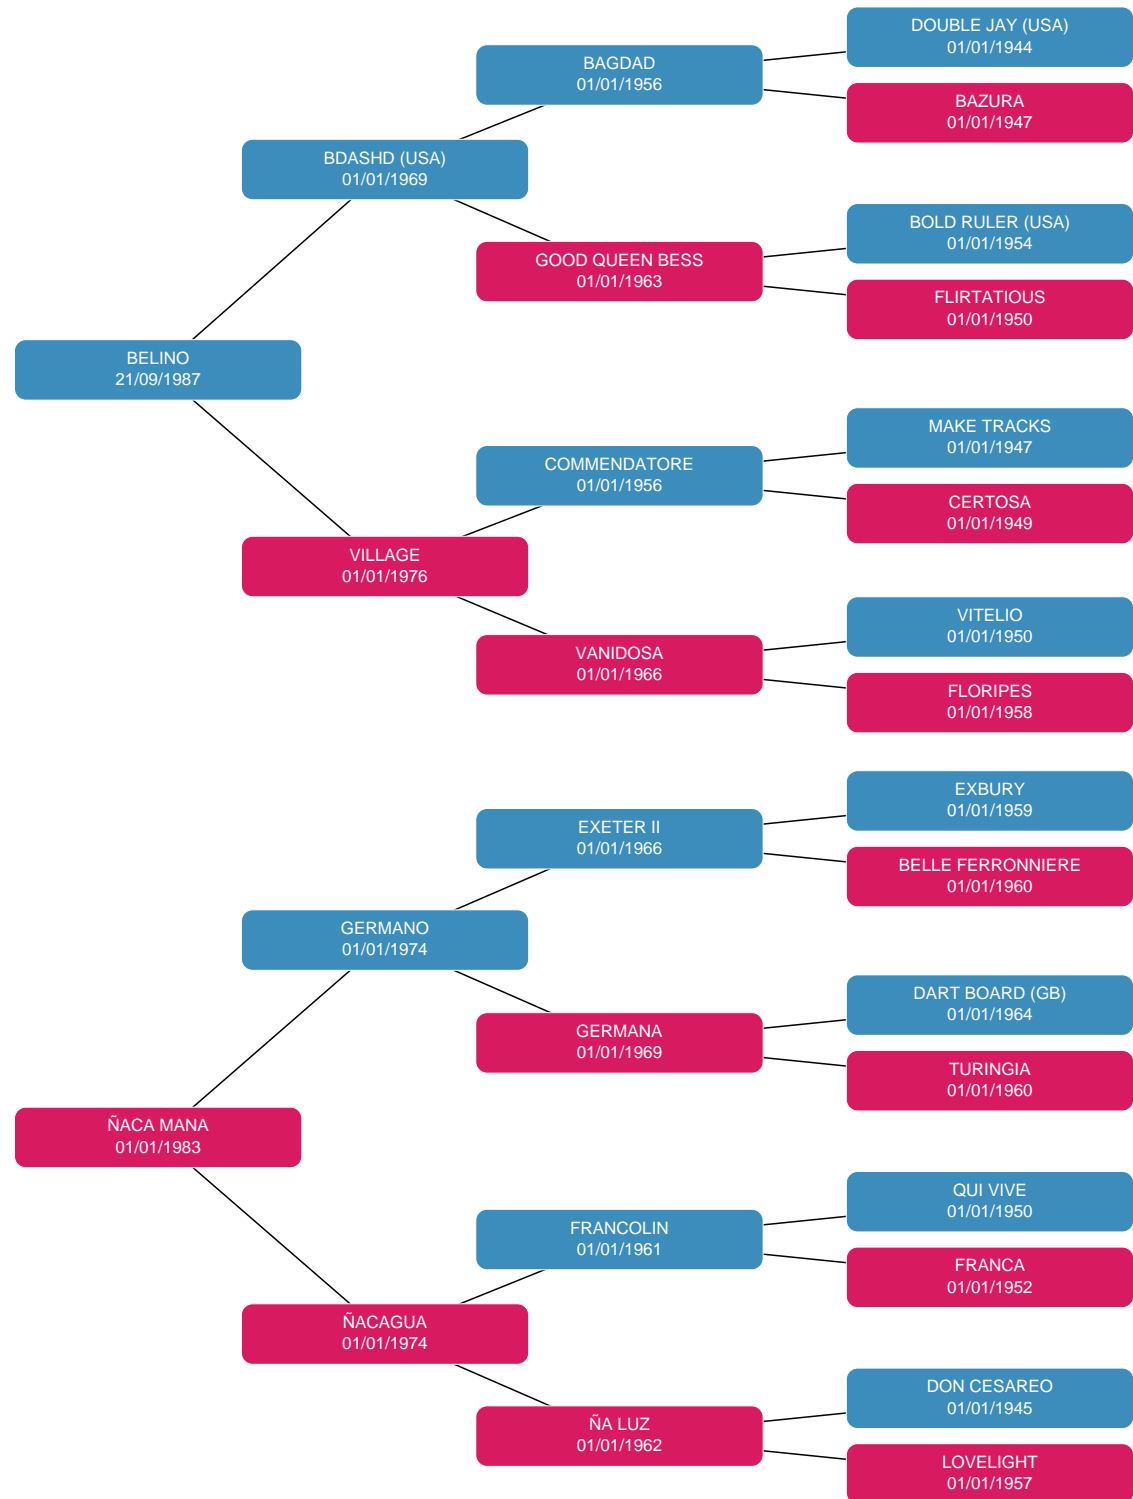 DOUBLE JAY (USA)
01/01/1944
BAGDAD
01/01/1956
BAZURA
01/01/1947
BDASHD (USA)
01/01/1969
BOLD RULER (USA)
01/01/1954
GOOD QUEEN BESS
01/01/1963
FLIRTATIOUS
01/01/1950
BELINO
21/09/1987
MAKE TRACKS
01/01/1947
COMMENDATORE
01/01/1956
CERTOSA
01/01/1949
VILLAGE
01/01/1976
VITELIO
01/01/1950
VANIDOSA
01/01/1966
FLORIPES
01/01/1958
EXBURY
01/01/1959
EXETER II
01/01/1966
BELLE FERRONNIERE
01/01/1960
GERMANO
01/01/1974
DART BOARD (GB)
01/01/1964
GERMANA
01/01/1969
TURINGIA
01/01/1960
ÑACA MANA
01/01/1983
QUI VIVE
01/01/1950
FRANCOLIN
01/01/1961
FRANCA
01/01/1952
ÑACAGUA
01/01/1974
DON CESAREO
01/01/1945
ÑA LUZ
01/01/1962
LOVELIGHT
01/01/1957